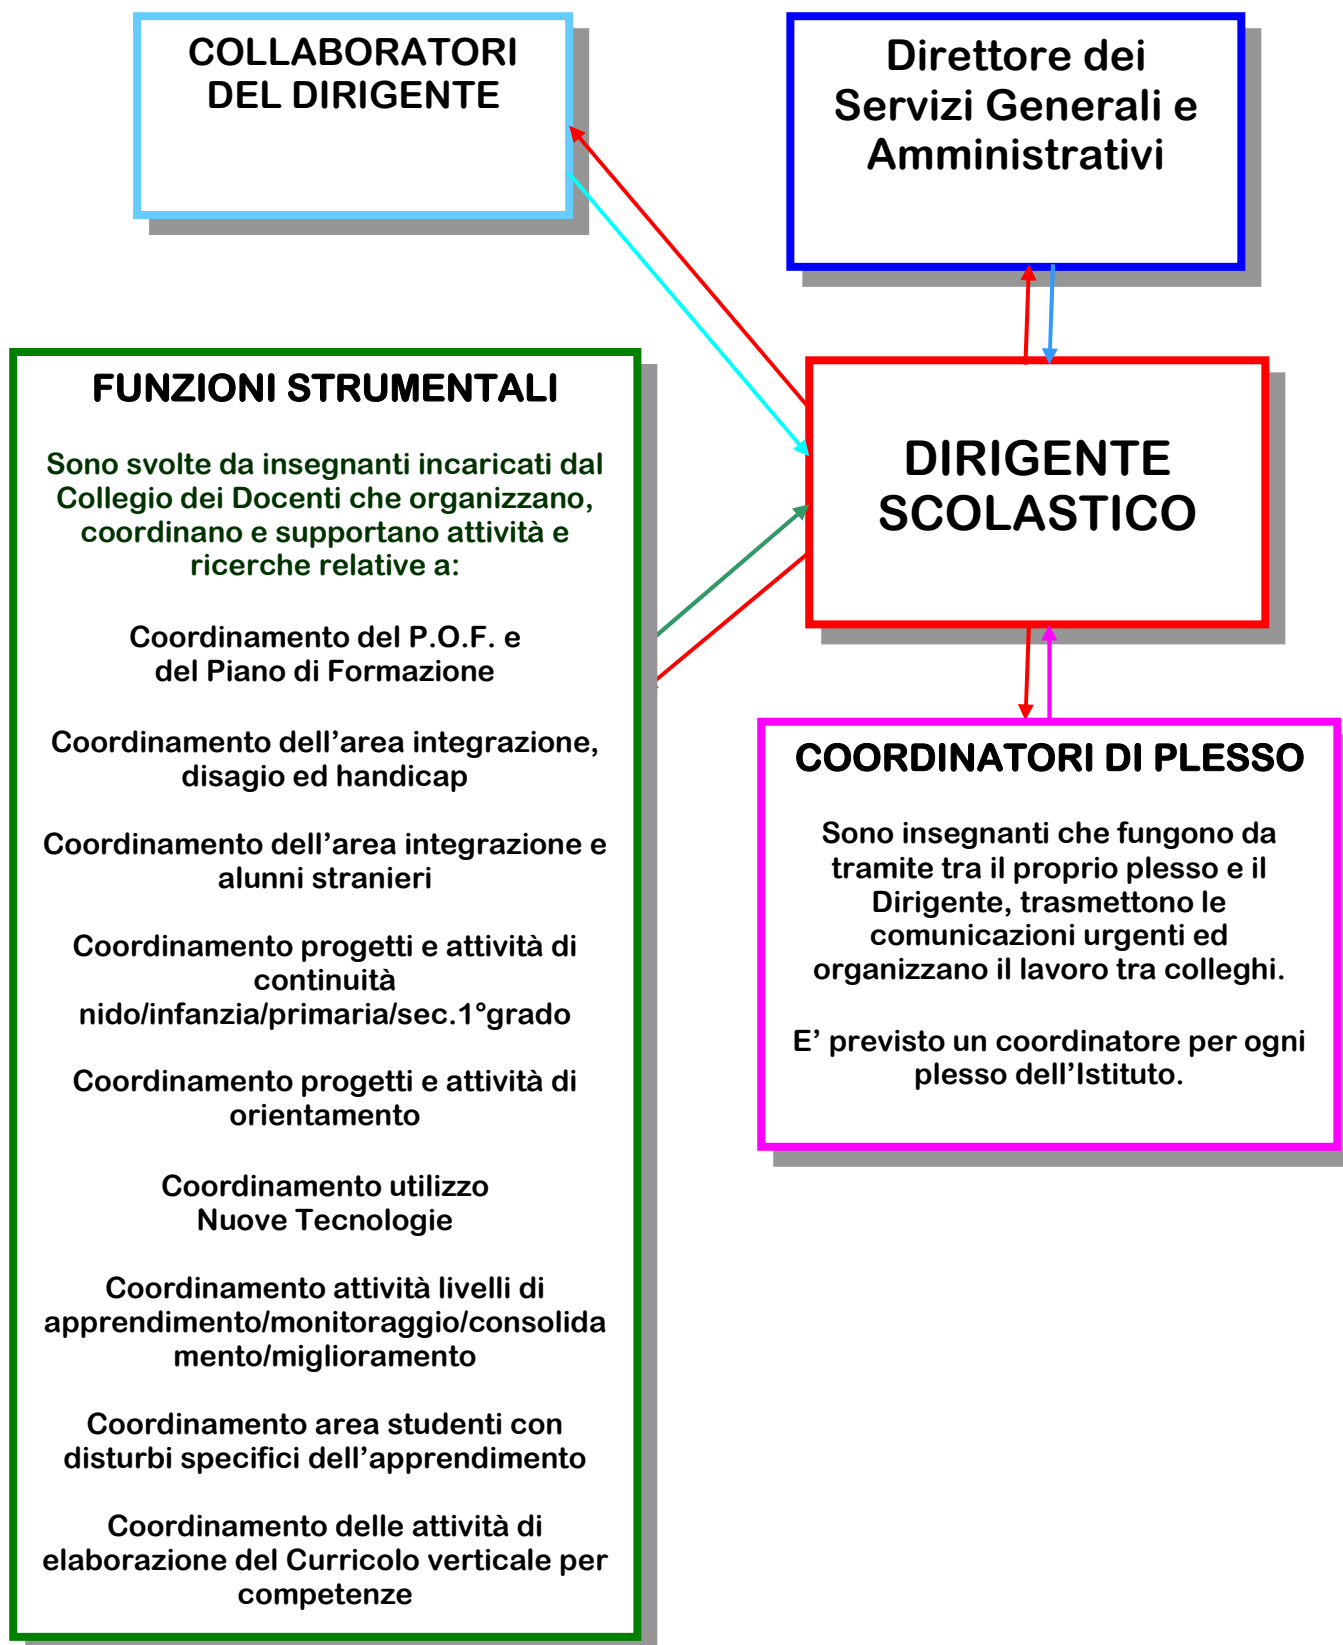 COLLABORATORI
DEL DIRIGENTE
Direttore dei
Servizi Generali e
Amministrativi
DIRIGENTE
SCOLASTICO
FUNZIONI STRUMENTALI
Sono svolte da insegnanti incaricati dal
Collegio dei Docenti che organizzano,
coordinano e supportano attività e
ricerche relative a:
Coordinamento del P.O.F. e
del Piano di Formazione
Coordinamento dell’area integrazione,
disagio ed handicap
Coordinamento dell’area integrazione e
alunni stranieri
Coordinamento progetti e attività di
continuità
nido/infanzia/primaria/sec.1°grado
Coordinamento progetti e attività di
orientamento
Coordinamento utilizzo
Nuove Tecnologie
Coordinamento attività livelli di
apprendimento/monitoraggio/consolida
mento/miglioramento
Coordinamento area studenti con
disturbi specifici dell’apprendimento
Coordinamento delle attività di
elaborazione del Curricolo verticale per
competenze
COORDINATORI DI PLESSO
Sono insegnanti che fungono da
tramite tra il proprio plesso e il
Dirigente, trasmettono le
comunicazioni urgenti ed
organizzano il lavoro tra colleghi.
E’ previsto un coordinatore per ogni
plesso dell’Istituto.